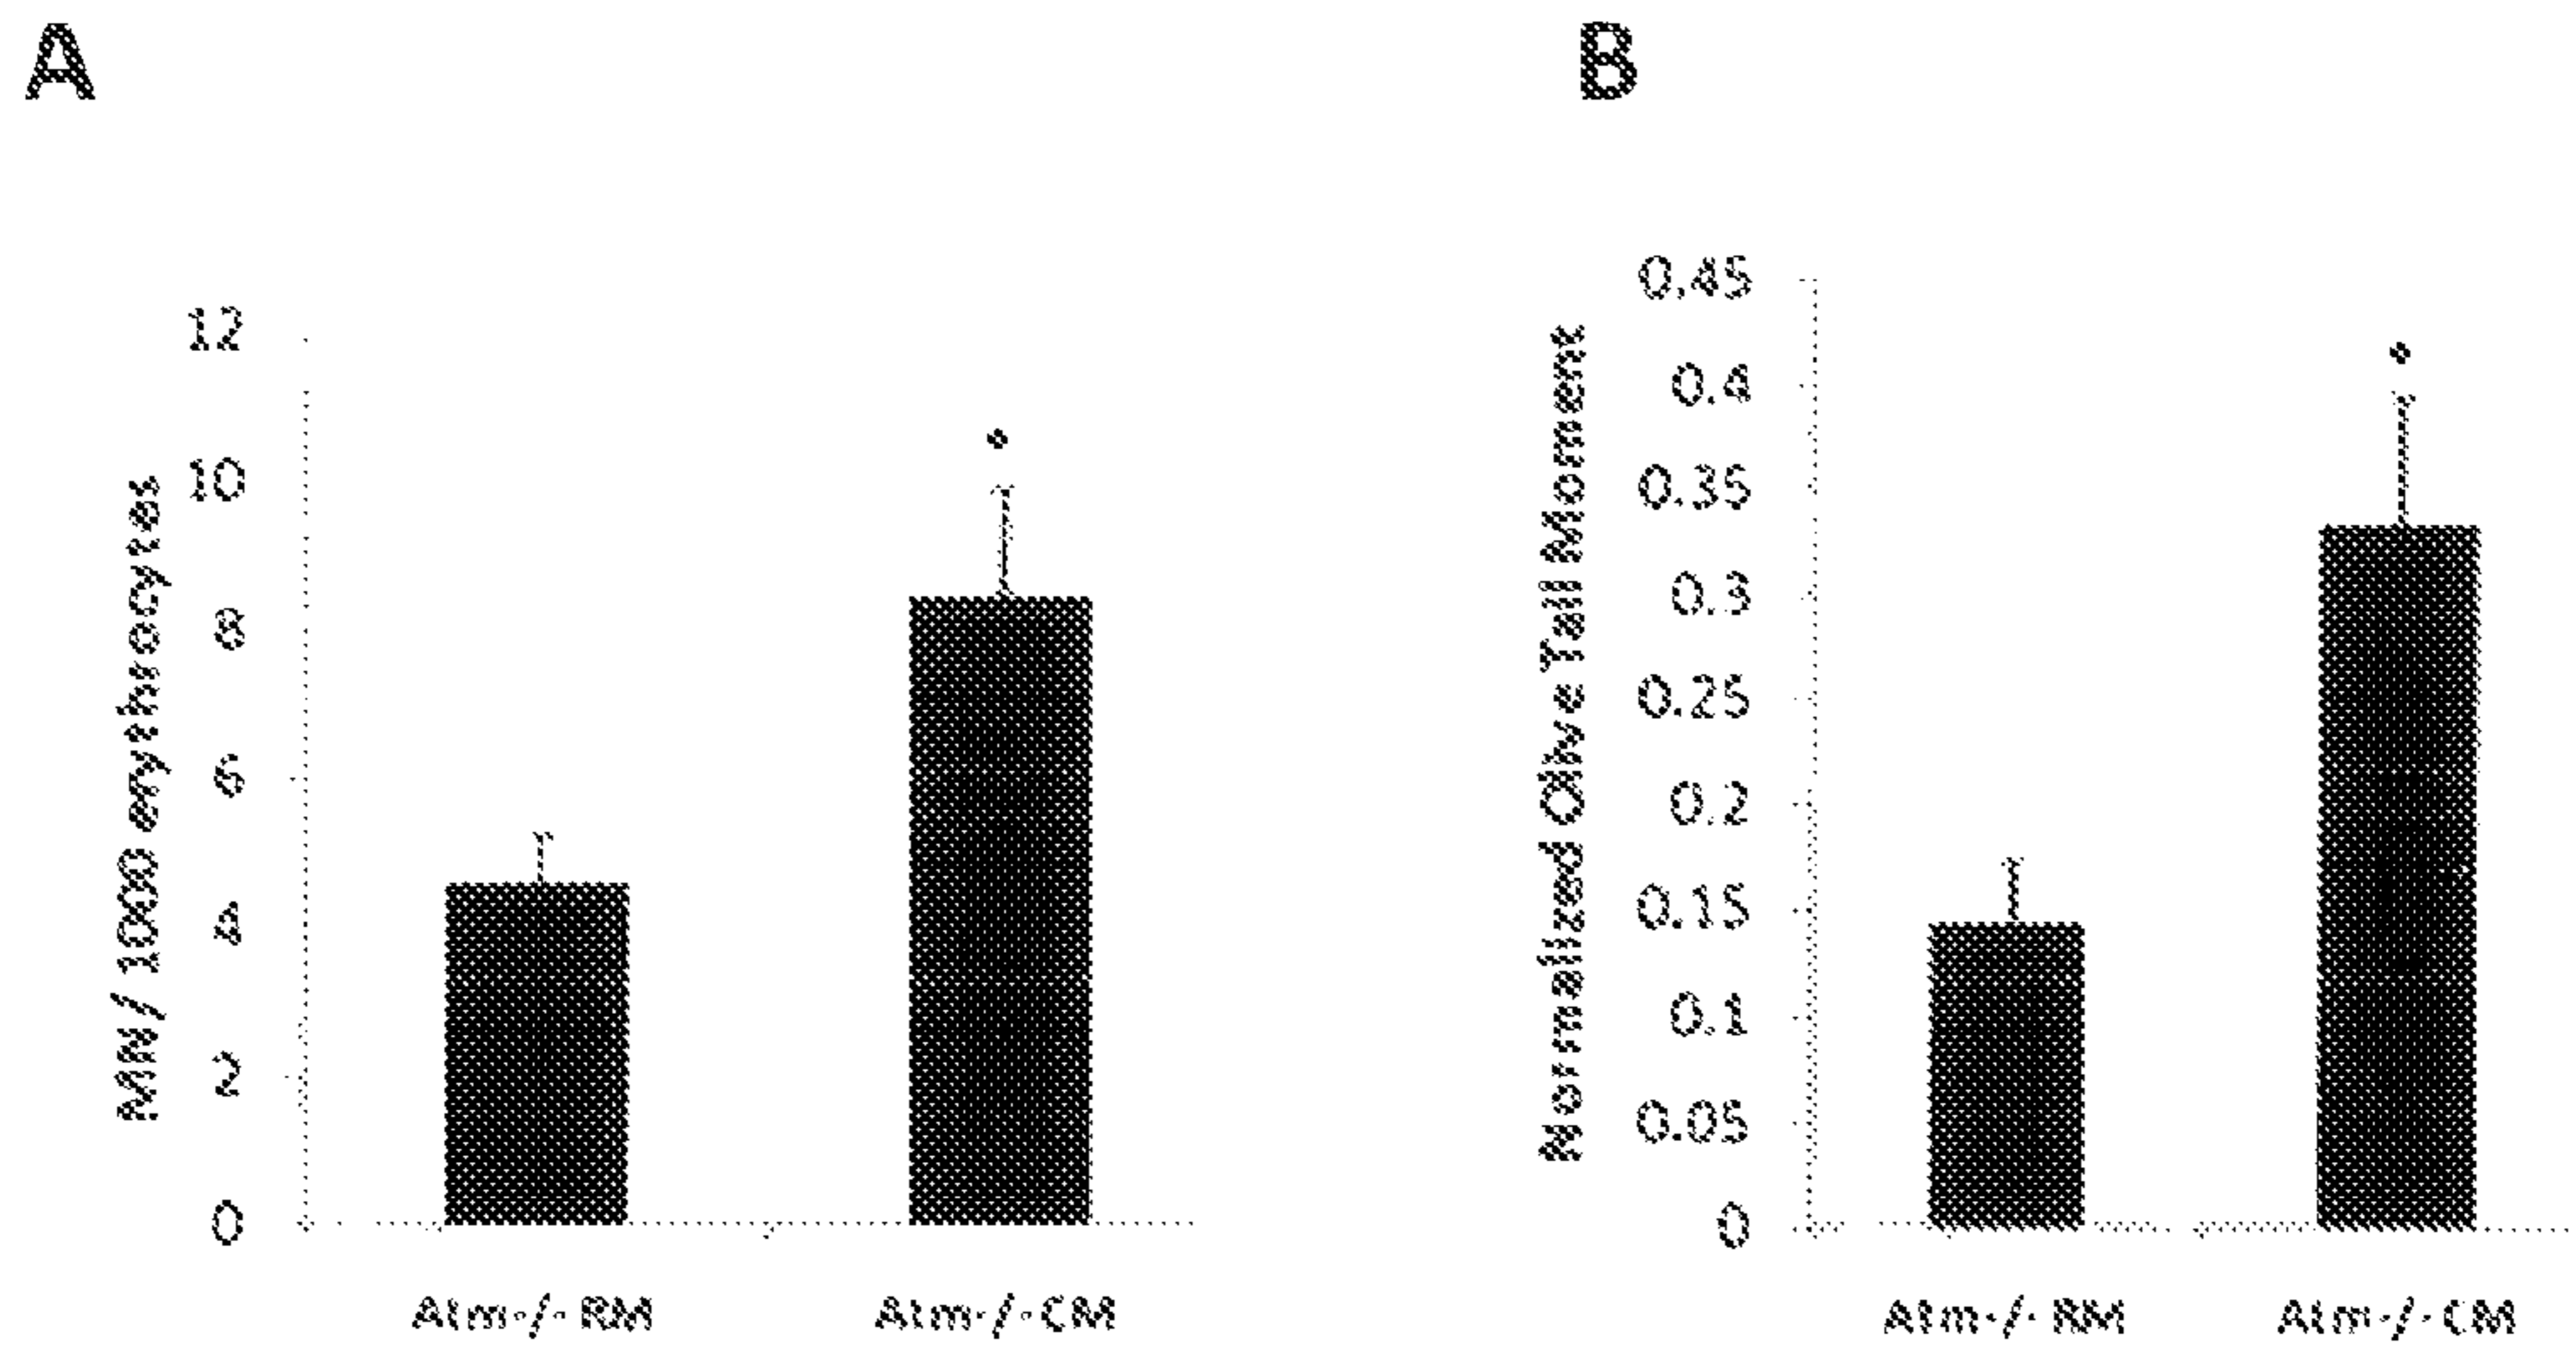 A
MN / 1000 erythrocytes
12
10
8
6
4
2
0
Atm-/- RM
Atm-/- CM
B
Normalized Olive Tail Moment
0.45
0.4
0.35
0.3
0.25
0.2
0.15
0.1
0.05
0
Atm-/- RM
Atm-/- CM